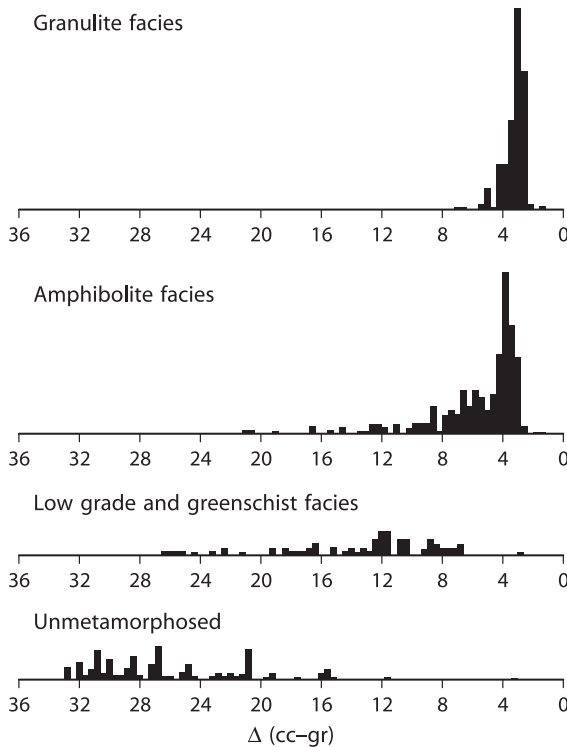 Granulite facies
36 32 28 24 20 16 12 8 4 0
Amphibolite facies
36 32 28 24 20 16 12 8 4 0
Low grade and greenschist facies
36 32 28 24 20 16 12 8 4 0
Unmetamorphosed
36 32 28 24 20 16 12 8 4 0
Δ (cc–gr)